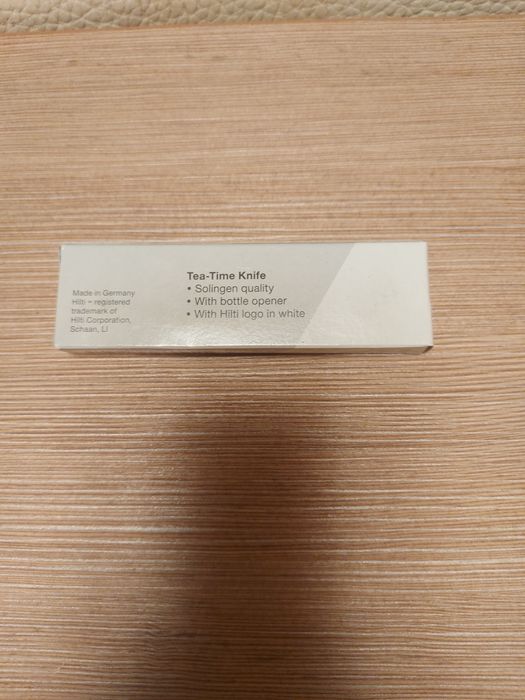 Made in Germany
Hilti = registered
trademark of
Hilti Corporation,
Schaan, LI
Tea-Time Knife
• Solingen quality
• With bottle opener
• With Hilti logo in white